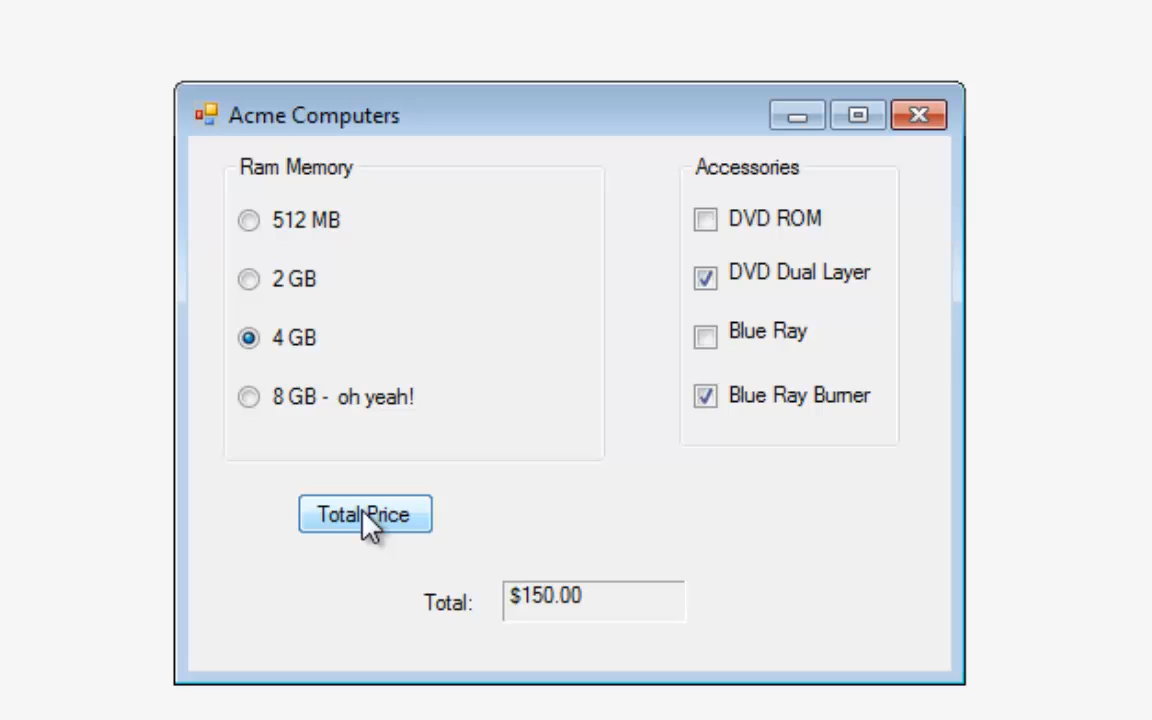 Acme Computers
Ram Memory
512 MB
2 GB
4 GB
8 GB - oh yeah!
Accessories
DVD ROM
DVD Dual Layer
Blue Ray
Blue Ray Burner
Total Price
Total:
$150.00